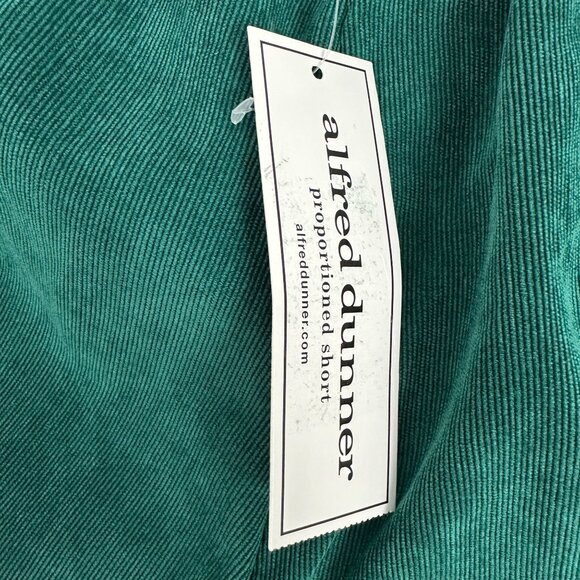 alfred dunner
proportioned short
alfreddunner.com